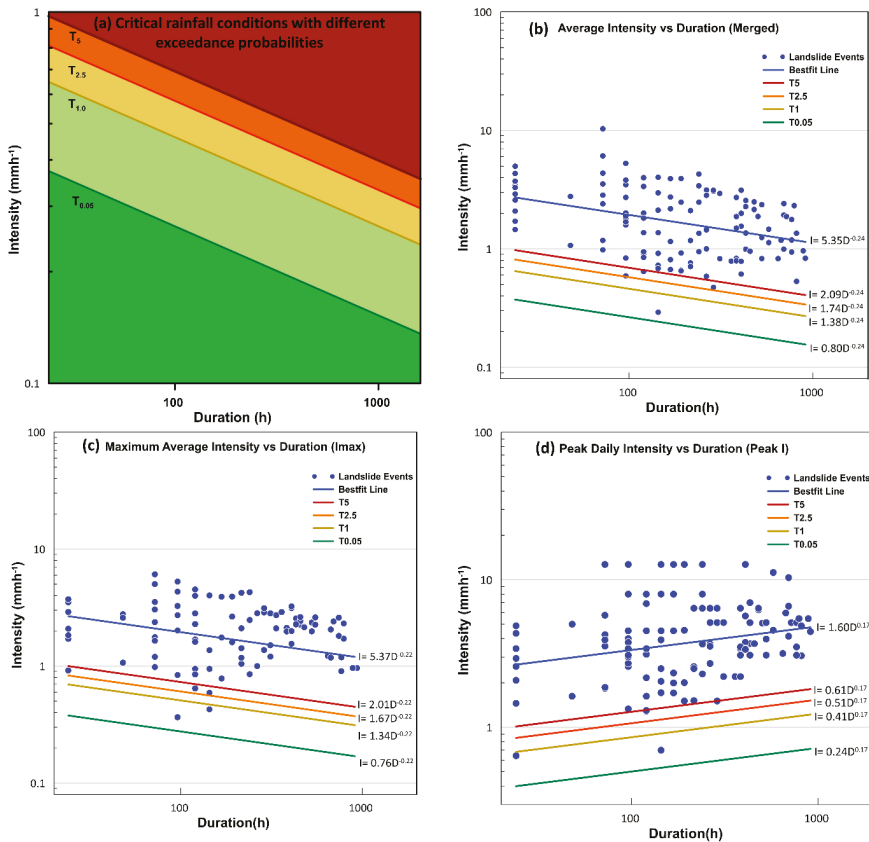 (a) Critical rainfall conditions with different
exceedance probabilities
T5
T2.5
T1.0
T0.05
1
0.1
Intensity (mmh-1)
100
1000
Duration (h)
(b) Average Intensity vs Duration (Merged)
Landslide Events
Bestfit Line
T5
T2.5
T1
T0.05
100
10
1
0.1
Intensity (mmh-1)
I= 5.35D-0.24
I= 2.09D-0.24
I= 1.74D-0.24
I= 1.38D-0.24
I= 0.80D-0.24
100
1000
Duration(h)
(c) Maximum Average Intensity vs Duration (Imax)
Landslide Events
Bestfit Line
T5
T2.5
T1
T0.05
100
10
1
0.1
Intensity (mmh-1)
I= 5.37D-0.22
I= 2.01D-0.22
I= 1.67D-0.22
I= 1.34D-0.22
I= 0.76D-0.22
100
1000
Duration(h)
(d) Peak Daily Intensity vs Duration (Peak I)
Landslide Events
Bestfit Line
T5
T2.5
T1
T0.05
100
10
1
Intensity (mmh-1)
I= 1.60D0.17
I= 0.61D0.17
I= 0.51D0.17
I= 0.41D0.17
I= 0.24D0.17
100
1000
Duration(h)